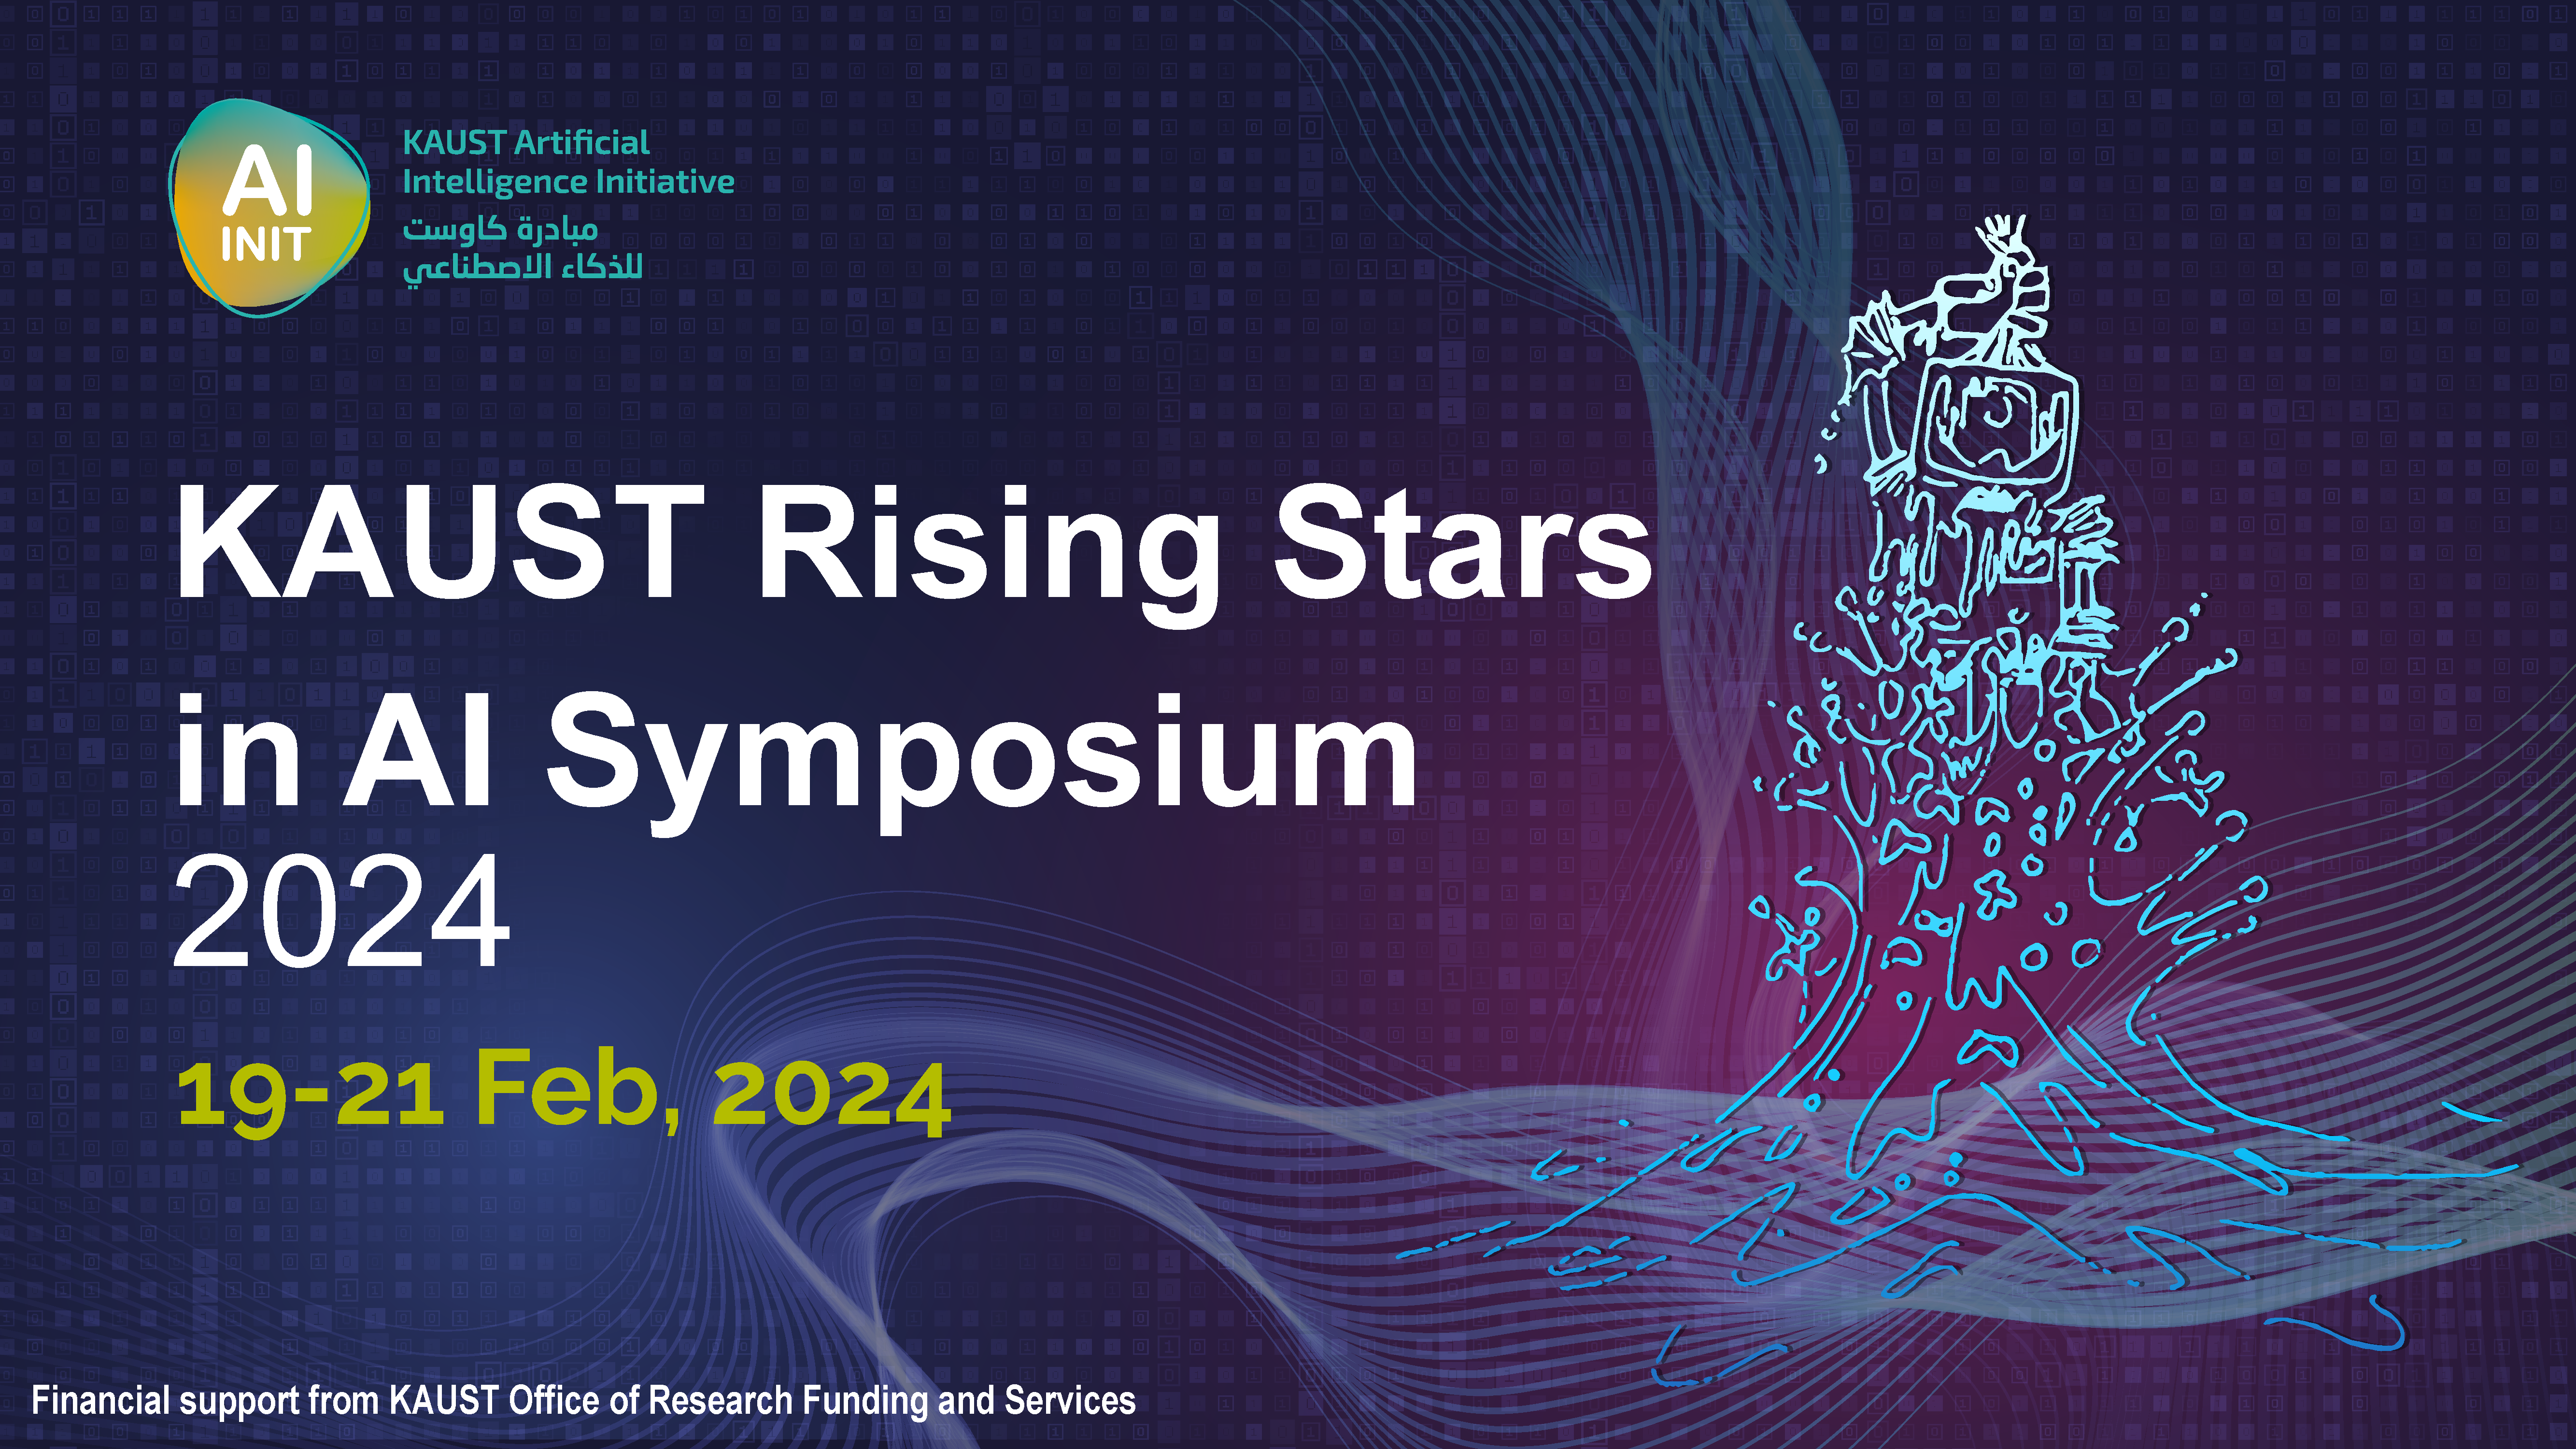 AI
INIT
KAUST Artificial
Intelligence Initiative
مبادرة كاوست
للذكاء الاصطناعي
KAUST Rising Stars
in AI Symposium
2024
19-21 Feb, 2024
Financial support from KAUST Office of Research Funding and Services